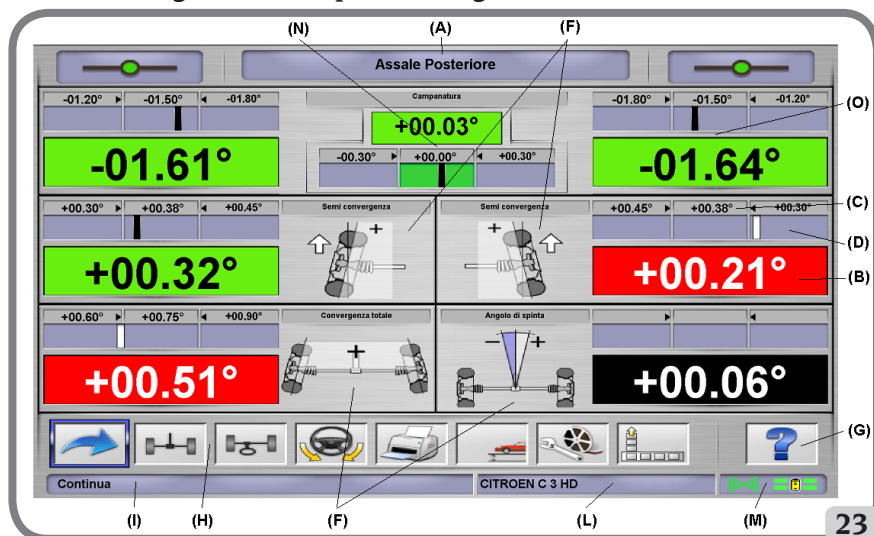 (N) (A) (F)
Assale Posteriore
-01.20° -01.50° -01.80°
Campanatura
-01.80° -01.50° -01.20°
(O)
+00.03°
-01.61°
-00.30° +00.00° +00.30°
-01.64°
+00.30° +00.38° +00.45°
Semi convergenza
Semi convergenza
+00.45° +00.38° +00.30°
(C)
+ +
(D)
+00.32°
+00.21°
(B)
+00.60° +00.75° +00.90°
Convergenza totale
Angolo di spinta
+ - +
+00.51°
+00.06°
?
(G)
Continua
CITROEN C 3 HD
(I) (H) (F) (L) (M)
23